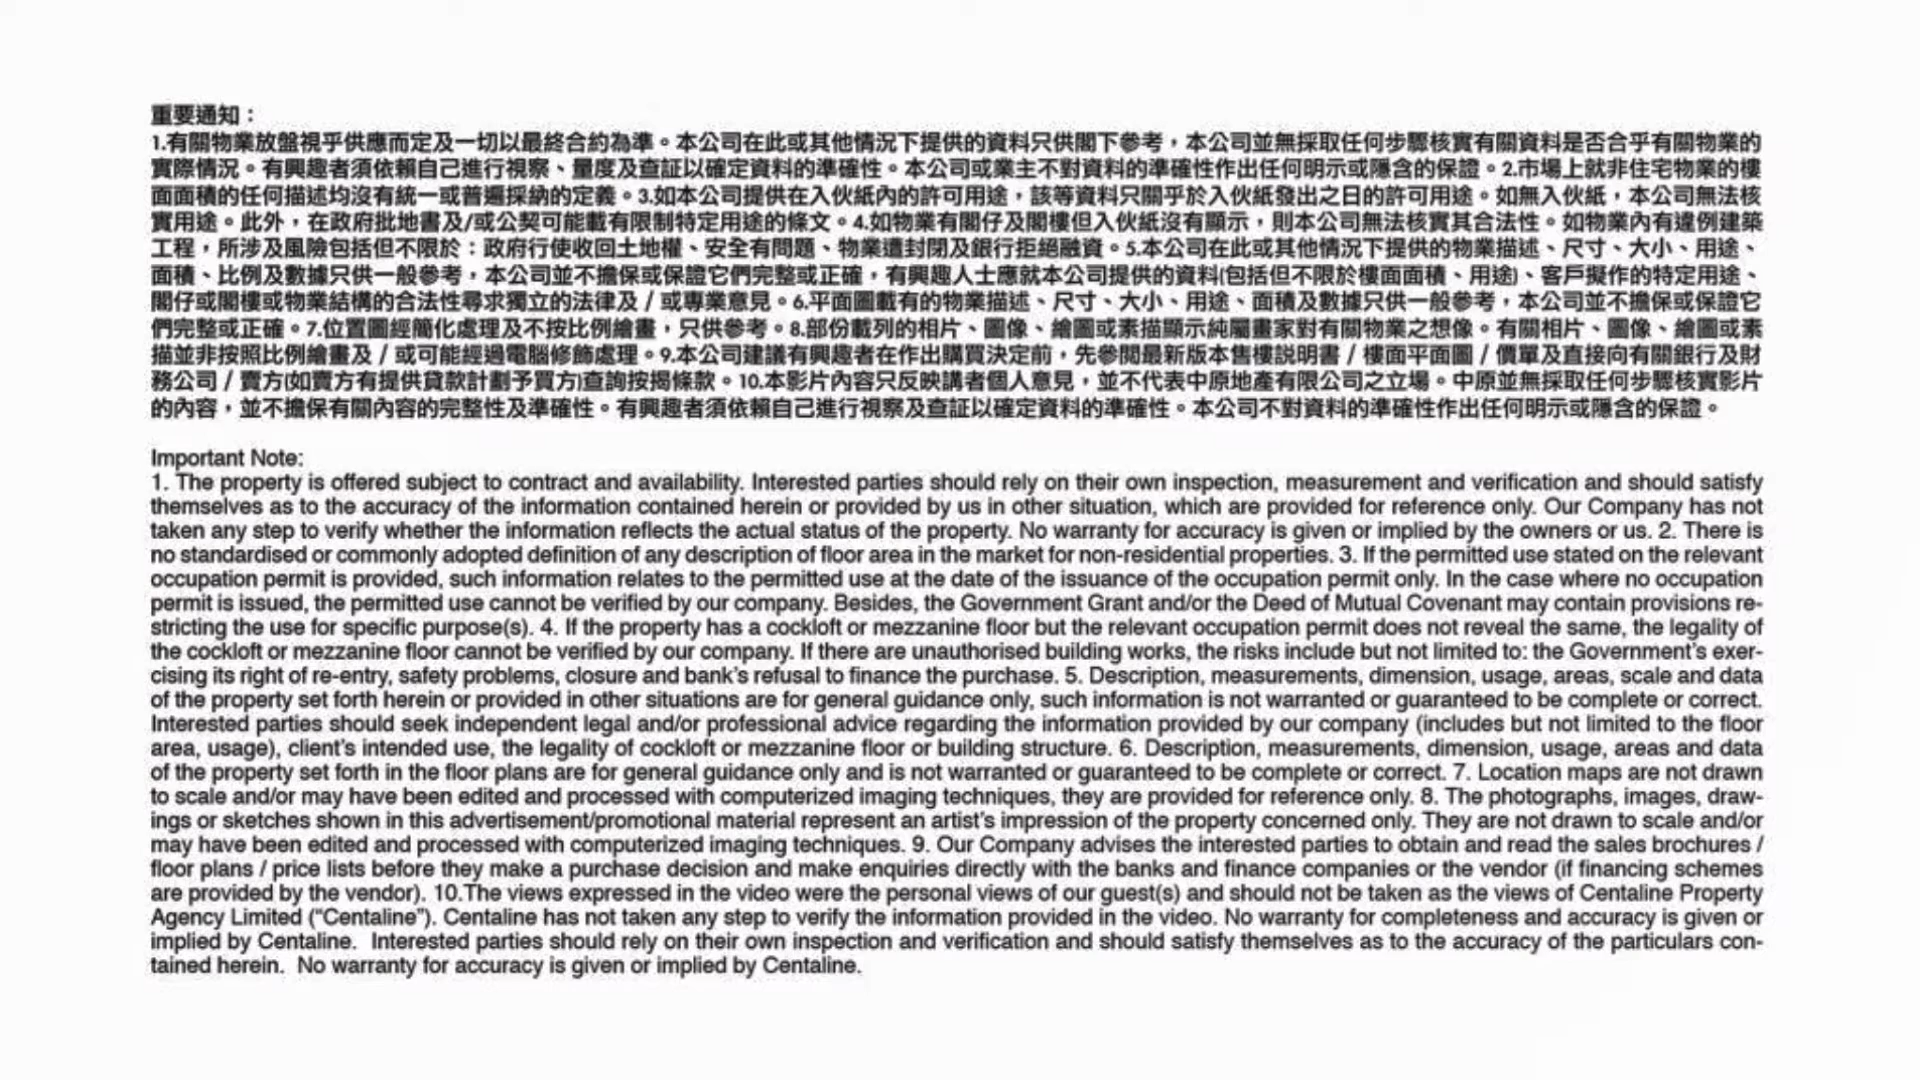 重要通知：
1.有關物業放盤視乎供應而定及一切以最終合約為準。本公司在此或其他情況下提供的資料只供閣下參考，本公司並無採取任何步驟核實有關資料是否合乎有關物業的
實際情況。有興趣者須依賴自己進行視察、量度及查証以確定資料的準確性。本公司或業主不對資料的準確性作出任何明示或隱含的保證。2.市場上就非住宅物業的樓
面面積的任何描述均沒有統一或普遍採納的定義。3.如本公司提供在入伙紙內的許可用途，該等資料只關乎於入伙紙發出之日的許可用途。如無入伙紙，本公司無法核
實用途。此外，在政府批地書及/或公契可能載有限制特定用途的條文。4.如物業有閣仔及閣樓但入伙紙沒有顯示，則本公司無法核實其合法性。如物業內有違例建築
工程，所涉及風險包括但不限於：政府行使收回土地權、安全有問題、物業遭封閉及銀行拒絕融資。5.本公司在此或其他情況下提供的物業描述、尺寸、大小、用途、
面積、比例及數據只供一般參考，本公司並不擔保或保證它們完整或正確，有興趣人士應就本公司提供的資料(包括但不限於樓面面積、用途)、客戶擬作的特定用途、
閣仔或閣樓或物業結構的合法性尋求獨立的法律及 / 或專業意見。6.平面圖載有的物業描述、尺寸、大小、用途、面積及數據只供一般參考，本公司並不擔保或保證它
們完整或正確。7.位置圖經簡化處理及不按比例繪畫，只供參考。8.部份載列的相片、圖像、繪圖或素描顯示純屬畫家對有關物業之想像。有關相片、圖像、繪圖或素
描並非按照比例繪畫及 / 或可能經過電腦修飾處理。9.本公司建議有興趣者在作出購買決定前，先參閱最新版本售樓説明書 / 樓面平面圖 / 價單及直接向有關銀行及財
務公司 / 賣方(如賣方有提供貸款計劃予買方)查詢按揭條款。10.本影片內容只反映講者個人意見，並不代表中原地產有限公司之立場。中原並無採取任何步驟核實影片
的內容，並不擔保有關內容的完整性及準確性。有興趣者須依賴自己進行視察及查証以確定資料的準確性。本公司不對資料的準確性作出任何明示或隱含的保證。
Important Note:
1. The property is offered subject to contract and availability. Interested parties should rely on their own inspection, measurement and verification and should satisfy
themselves as to the accuracy of the information contained herein or provided by us in other situation, which are provided for reference only. Our Company has not
taken any step to verify whether the information reflects the actual status of the property. No warranty for accuracy is given or implied by the owners or us. 2. There is
no standardised or commonly adopted definition of any description of floor area in the market for non-residential properties. 3. If the permitted use stated on the relevant
occupation permit is provided, such information relates to the permitted use at the date of the issuance of the occupation permit only. In the case where no occupation
permit is issued, the permitted use cannot be verified by our company. Besides, the Government Grant and/or the Deed of Mutual Covenant may contain provisions re-
stricting the use for specific purpose(s). 4. If the property has a cockloft or mezzanine floor but the relevant occupation permit does not reveal the same, the legality of
the cockloft or mezzanine floor cannot be verified by our company. If there are unauthorised building works, the risks include but not limited to: the Government’s exer-
cising its right of re-entry, safety problems, closure and bank’s refusal to finance the purchase. 5. Description, measurements, dimension, usage, areas, scale and data
of the property set forth herein or provided in other situations are for general guidance only, such information is not warranted or guaranteed to be complete or correct.
Interested parties should seek independent legal and/or professional advice regarding the information provided by our company (includes but not limited to the floor
area, usage), client’s intended use, the legality of cockloft or mezzanine floor or building structure. 6. Description, measurements, dimension, usage, areas and data
of the property set forth in the floor plans are for general guidance only and is not warranted or guaranteed to be complete or correct. 7. Location maps are not drawn
to scale and/or may have been edited and processed with computerized imaging techniques, they are provided for reference only. 8. The photographs, images, draw-
ings or sketches shown in this advertisement/promotional material represent an artist’s impression of the property concerned only. They are not drawn to scale and/or
may have been edited and processed with computerized imaging techniques. 9. Our Company advises the interested parties to obtain and read the sales brochures /
floor plans / price lists before they make a purchase decision and make enquiries directly with the banks and finance companies or the vendor (if financing schemes
are provided by the vendor). 10.The views expressed in the video were the personal views of our guest(s) and should not be taken as the views of Centaline Property
Agency Limited (“Centaline”). Centaline has not taken any step to verify the information provided in the video. No warranty for completeness and accuracy is given or
implied by Centaline.  Interested parties should rely on their own inspection and verification and should satisfy themselves as to the accuracy of the particulars con-
tained herein.  No warranty for accuracy is given or implied by Centaline.